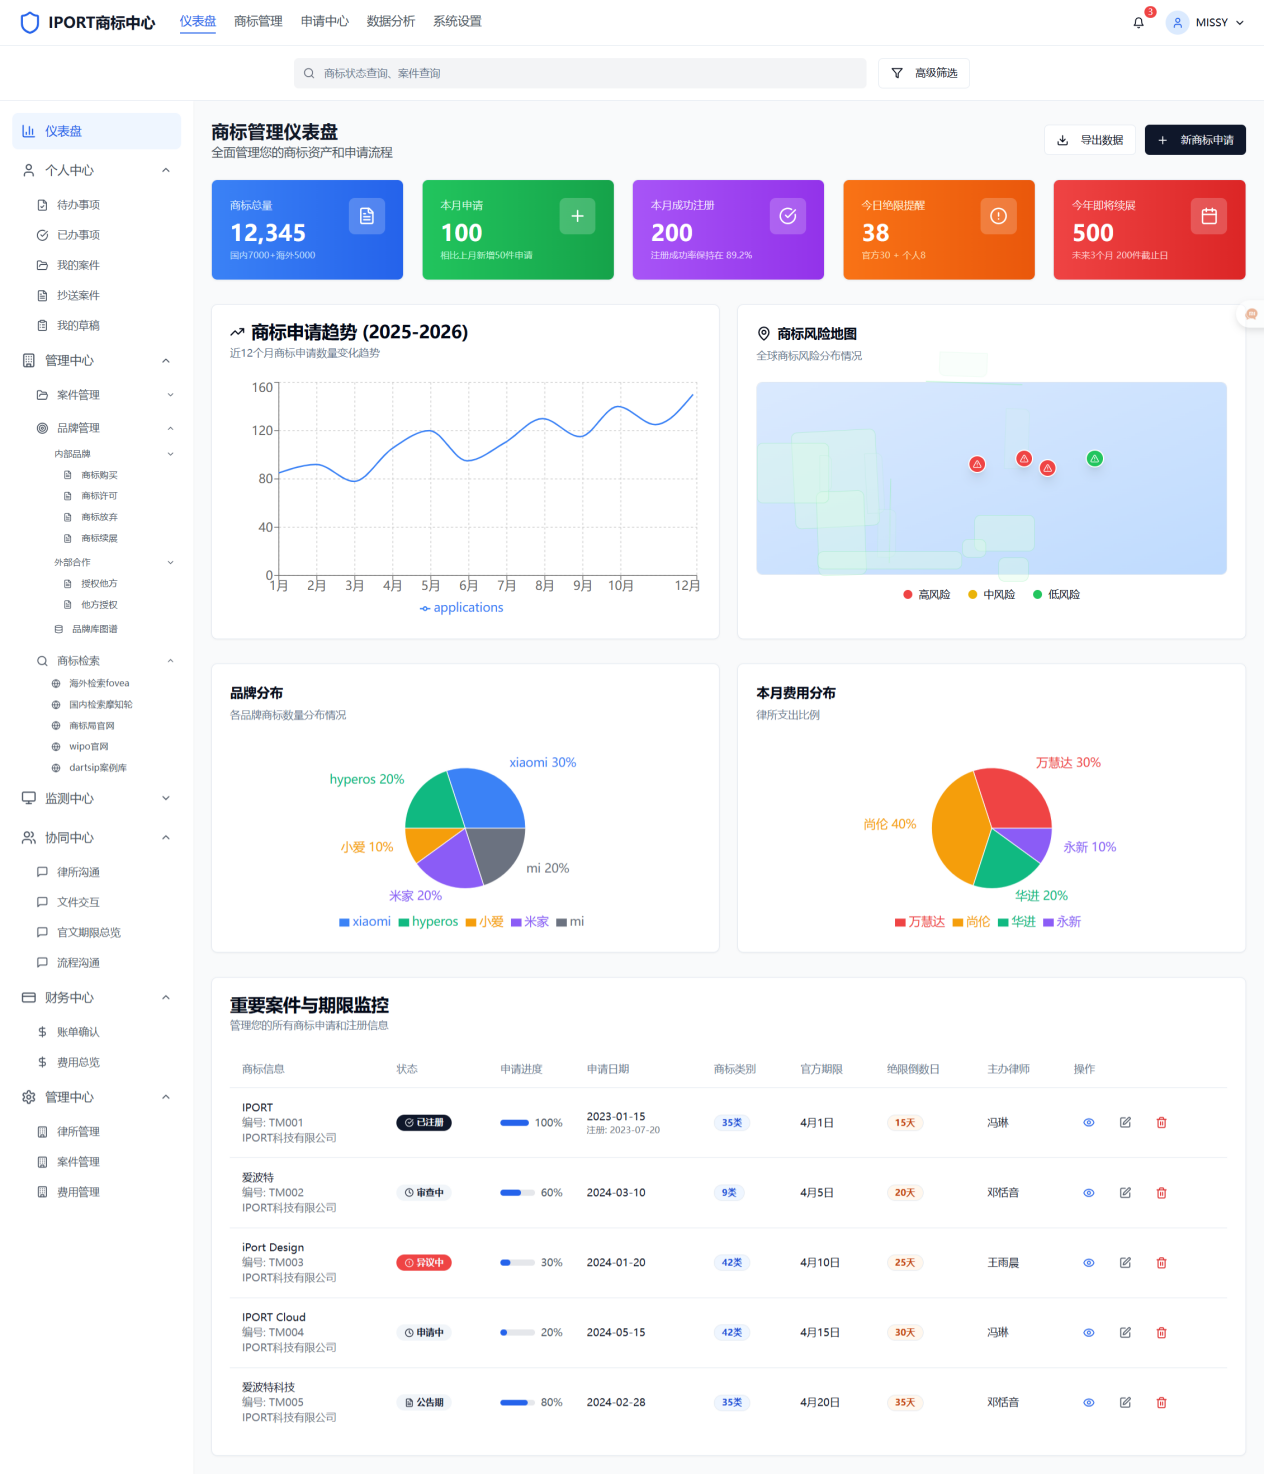 IPORT商标中心
仪表盘
商标管理
申请中心
数据分析
系统设置
3
MISSY
商标状态查询、案件查询
高级筛选
仪表盘
个人中心
待办事项
已办事项
我的案件
抄送案件
我的草稿
管理中心
案件管理
品牌管理
内部品牌
商标购买
商标许可
商标放弃
商标续展
外部合作
授权他方
他方授权
品牌库图谱
商标检索
海外检索fovea
国内检索摩知轮
商标局官网
wipo官网
dartsip案例库
监测中心
协同中心
律所沟通
文件交互
官文期限总览
流程沟通
财务中心
账单确认
费用总览
管理中心
律所管理
案件管理
费用管理
商标管理仪表盘
全面管理您的商标资产和申请流程
导出数据
新商标申请
商标总量
12,345
国内7000+海外5000
本月申请
100
相比上月新增50件申请
本月成功注册
200
注册成功率保持在 89.2%
今日绝限提醒
38
官方30 + 个人8
今年即将续展
500
未来3个月 200件截止日
商标申请趋势 (2025-2026)
近12个月商标申请数量变化趋势
160
120
80
40
0
1月 2月 3月 4月 5月 6月 7月 8月 9月 10月 12月
applications
商标风险地图
全球商标风险分布情况
高风险 中风险 低风险
品牌分布
各品牌商标数量分布情况
xiaomi 30%
hyperos 20%
小爱 10%
米家 20%
mi 20%
xiaomi hyperos 小爱 米家 mi
本月费用分布
律所支出比例
万慧达 30%
尚伦 40%
永新 10%
华进 20%
万慧达 尚伦 华进 永新
重要案件与期限监控
管理您的所有商标申请和注册信息
商标信息 状态 申请进度 申请日期 商标类别 官方期限 绝限倒数日 主办律师 操作
IPORT
编号: TM001
IPORT科技有限公司
已注册
100%
2023-01-15
注册: 2023-07-20
35类
4月1日
15天
冯琳
爱波特
编号: TM002
IPORT科技有限公司
审查中
60%
2024-03-10
9类
4月5日
20天
邓恬音
iPort Design
编号: TM003
IPORT科技有限公司
异议中
30%
2024-01-20
42类
4月10日
25天
王雨晨
IPORT Cloud
编号: TM004
IPORT科技有限公司
申请中
20%
2024-05-15
42类
4月15日
30天
冯琳
爱波特科技
编号: TM005
IPORT科技有限公司
公告期
80%
2024-02-28
35类
4月20日
35天
邓恬音